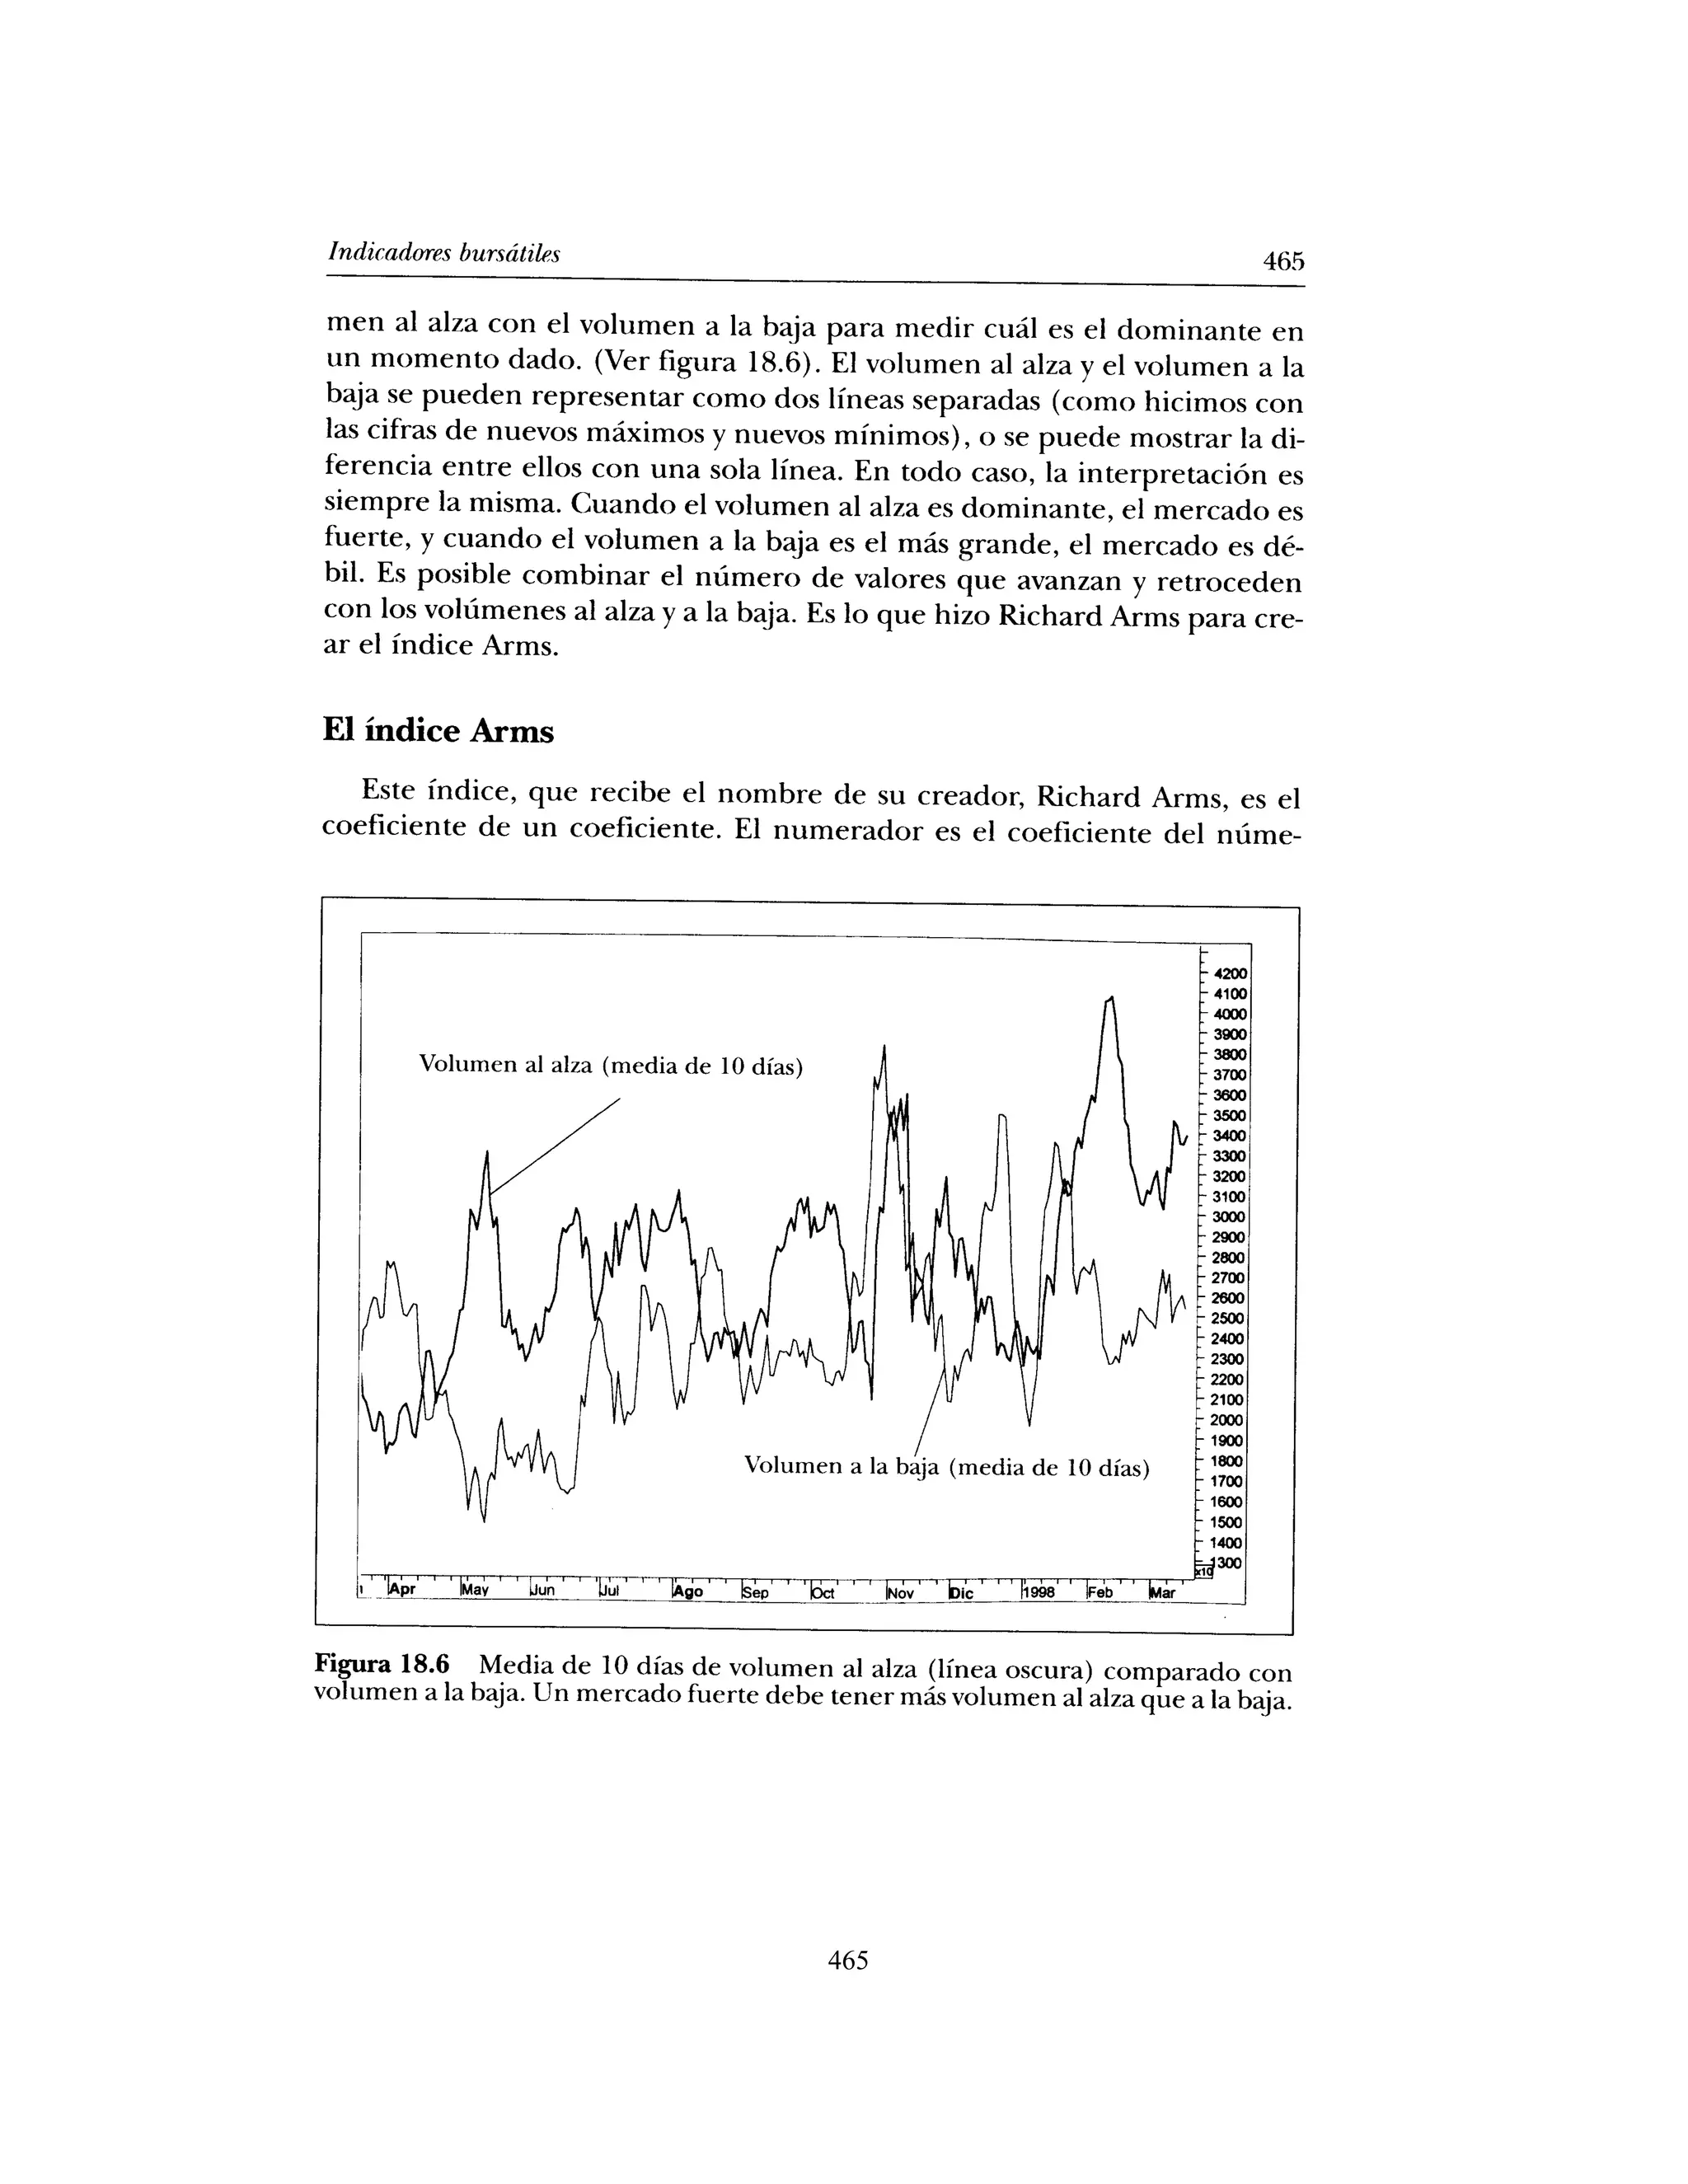 Indicadores bursátiles 465
men al alza con el volumen a la baja para medir cuál es el dominante en
un momento dado. (Ver figura 18.6). El volumen al alza y el volumen a la
baja se pueden representar como dos líneas separadas (como hicimos con
las cifras de nuevos máximos y nuevos mínimos), o se puede mostrar la di-
ferencia entre ellos con una sola línea. En todo caso, la interpretación es
siempre la misma. Cuando el volumen al alza es dominante, el mercado es
fuerte, y cuando el volumen a la baja es el más grande, el mercado es dé-
bil. Es posible combinar el número de valores que avanzan y retroceden
con los volúmenes al alza y a la baja. Es lo que hizo Richard Arms para cre-
ar el índice Arms.
El índice Arms
Este índice, que recibe el nombre de su creador, Richard Arms, es el
coeficiente de un coeficiente. El numerador es el coeficiente del núme-
4200
4100
4000
3900
Volumen al alza (media de 10 días)
3800
3700
3600
3500
3400
3300
3200
3100
3000
2900
2800
2700
2600
2500
2400
2300
2200
2100
2000
1900
Volumen a la baja (media de 10 días)
1800
1700
1600
1500
1400
1300
x10
Apr May Jun Jul Ago Sep Oct Nov Dic 1998 Feb Mar
Figura 18.6 Media de 10 días de volumen al alza (línea oscura) comparado con
volumen a la baja. Un mercado fuerte debe tener más volumen al alza que a la baja.
465